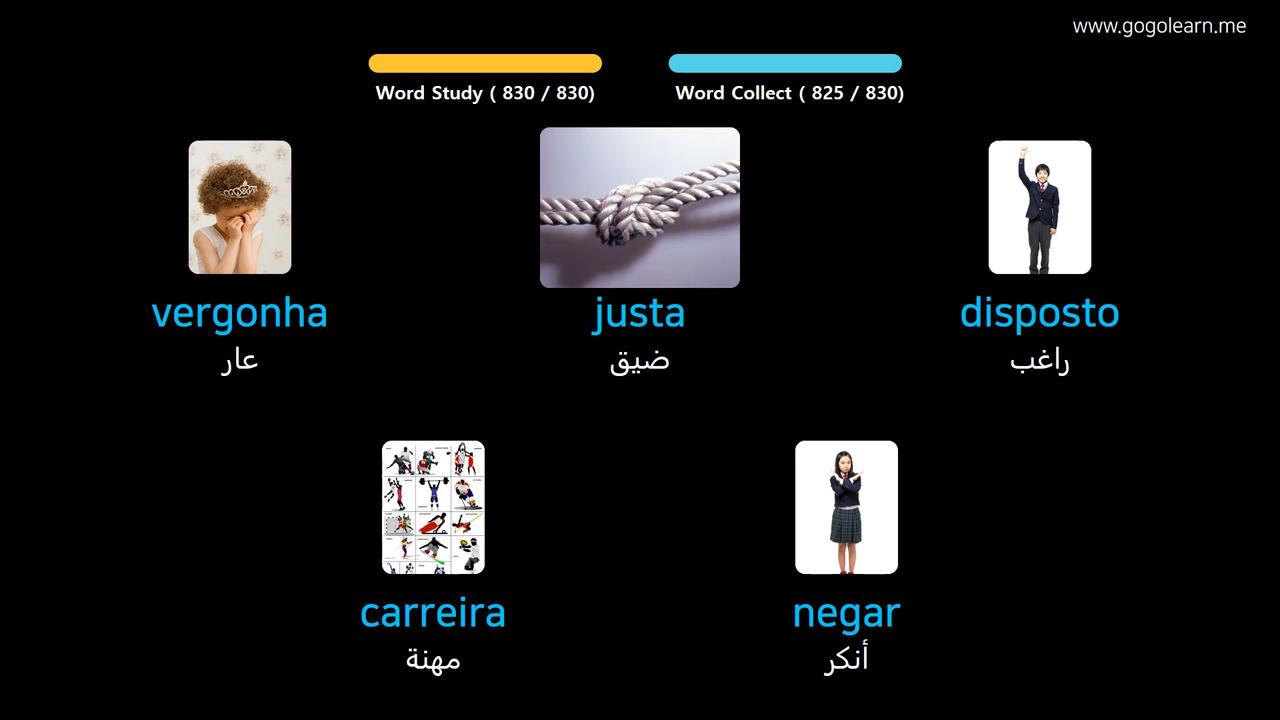 www.gogolearn.me
Word Study ( 830 / 830)
Word Collect ( 825 / 830)
vergonha
عار
justa
ضيق
disposto
راغب
carreira
مهنة
negar
أنكر